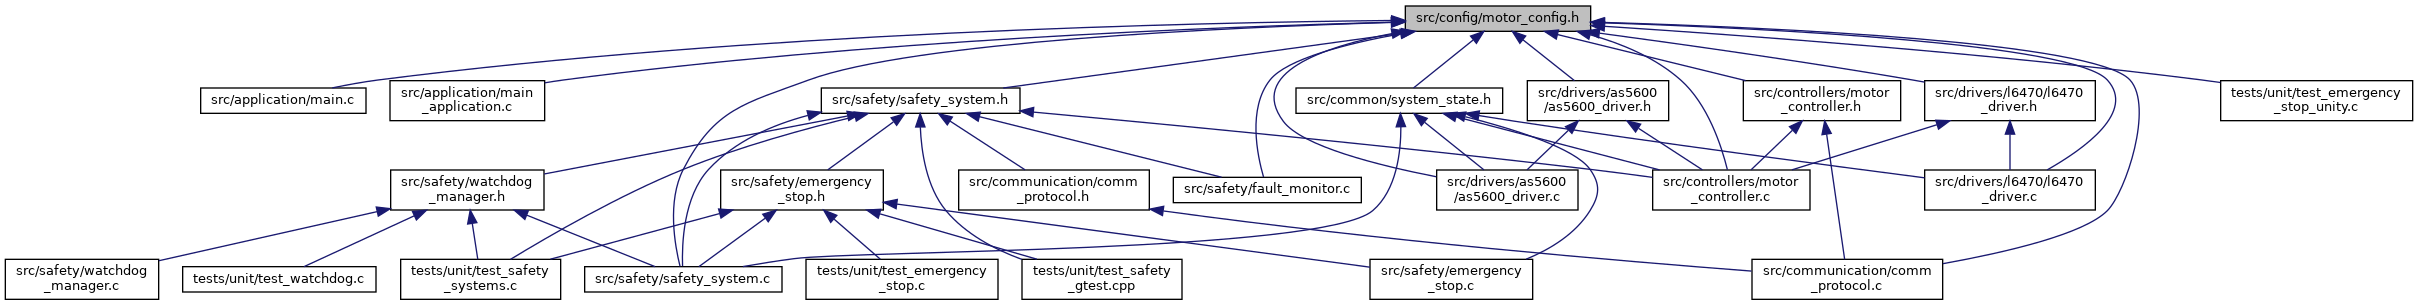 src/config/motor_config.h
src/application/main.c
src/application/main
_application.c
src/safety/safety_system.h
src/common/system_state.h
src/drivers/as5600
/as5600_driver.h
src/controllers/motor
_controller.h
src/drivers/l6470/l6470
_driver.h
tests/unit/test_emergency
_stop_unity.c
src/safety/watchdog
_manager.h
src/safety/emergency
_stop.h
src/communication/comm
_protocol.h
src/safety/fault_monitor.c
src/drivers/as5600
/as5600_driver.c
src/controllers/motor
_controller.c
src/drivers/l6470/l6470
_driver.c
src/safety/watchdog
_manager.c
tests/unit/test_watchdog.c
tests/unit/test_safety
_systems.c
src/safety/safety_system.c
tests/unit/test_emergency
_stop.c
tests/unit/test_safety
_gtest.cpp
src/safety/emergency
_stop.c
src/communication/comm
_protocol.c